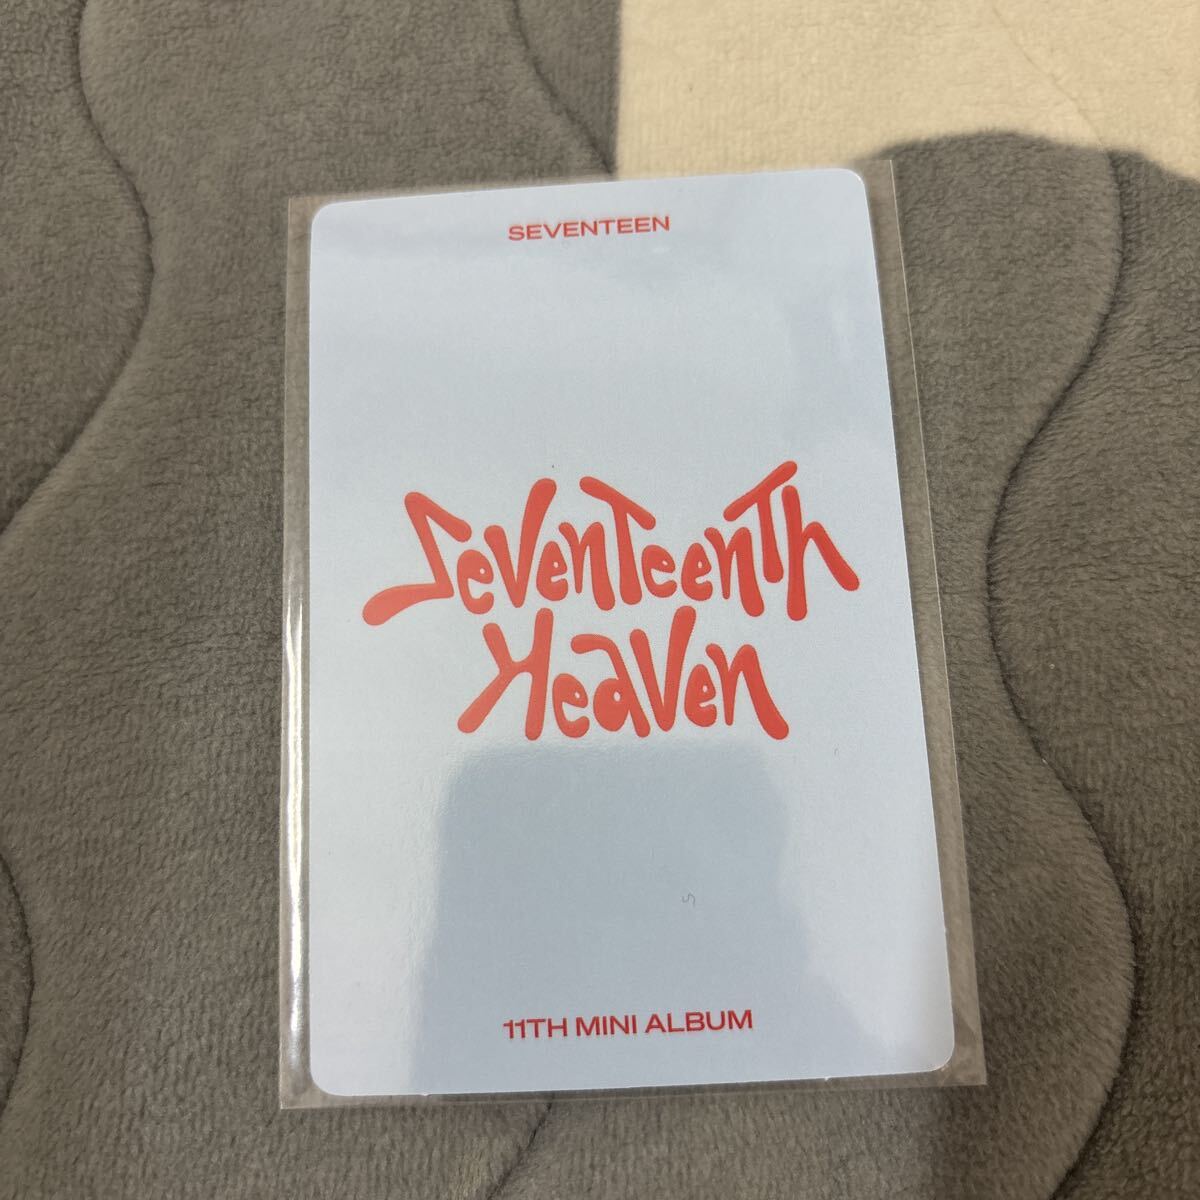 SEVENTEEN
SevenTeenTh
Heaven
11TH MINI ALBUM